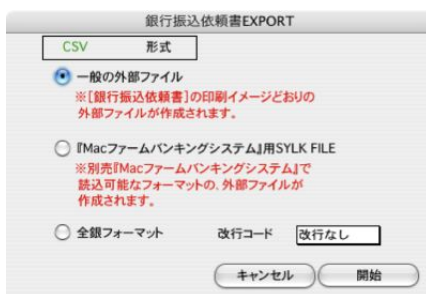 銀行振込依頼書EXPORT
CSV 形式
一般の外部ファイル
※[銀行振込依頼書]の印刷イメージどおりの
外部ファイルが作成されます。
『Macファームバンキングシステム』用SYLK FILE
※別売『Macファームバンキングシステム』で
読込可能なフォーマットの、外部ファイルが
作成されます。
全銀フォーマット 改行コード 改行なし
キャンセル 開始